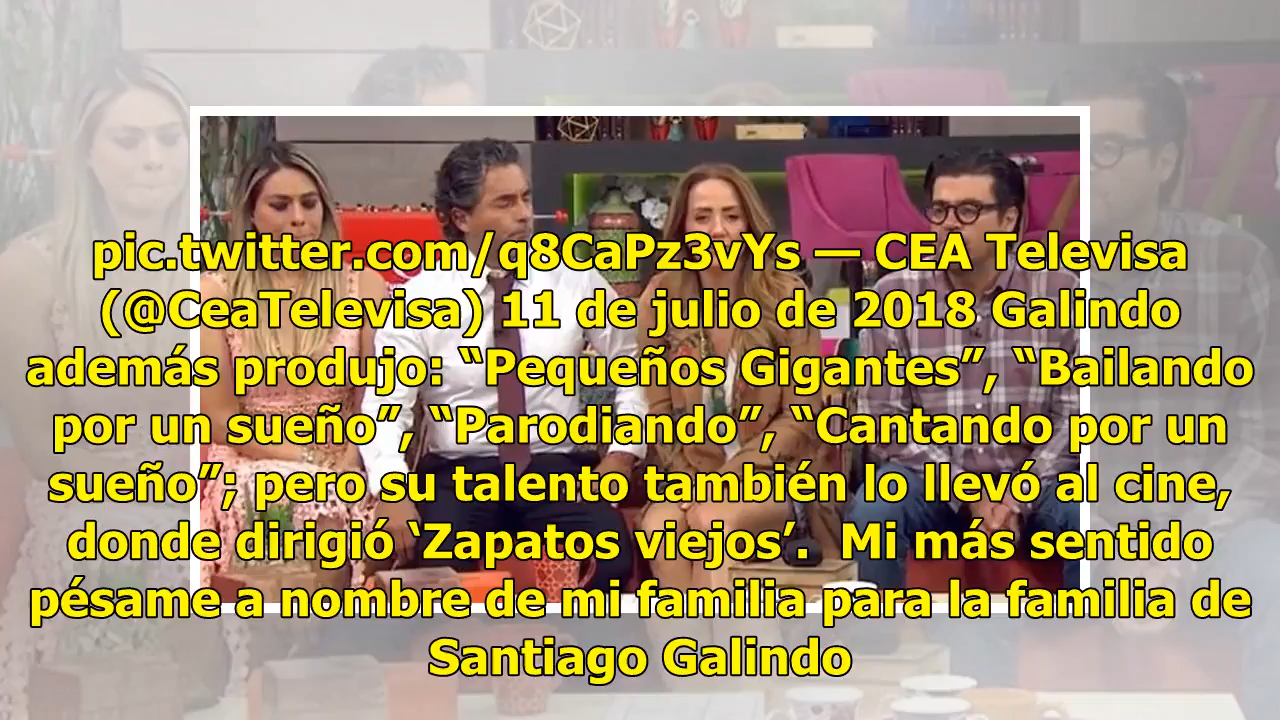 pic.twitter.com/q8CaPz3vYs — CEA Televisa
(@CeaTelevisa) 11 de julio de 2018 Galindo
además produjo: “Pequeños Gigantes”, “Bailando
por un sueño”, “Parodiando”, “Cantando por un
sueño”; pero su talento también lo llevó al cine,
donde dirigió ‘Zapatos viejos’.  Mi más sentido
pésame a nombre de mi familia para la familia de
Santiago Galindo